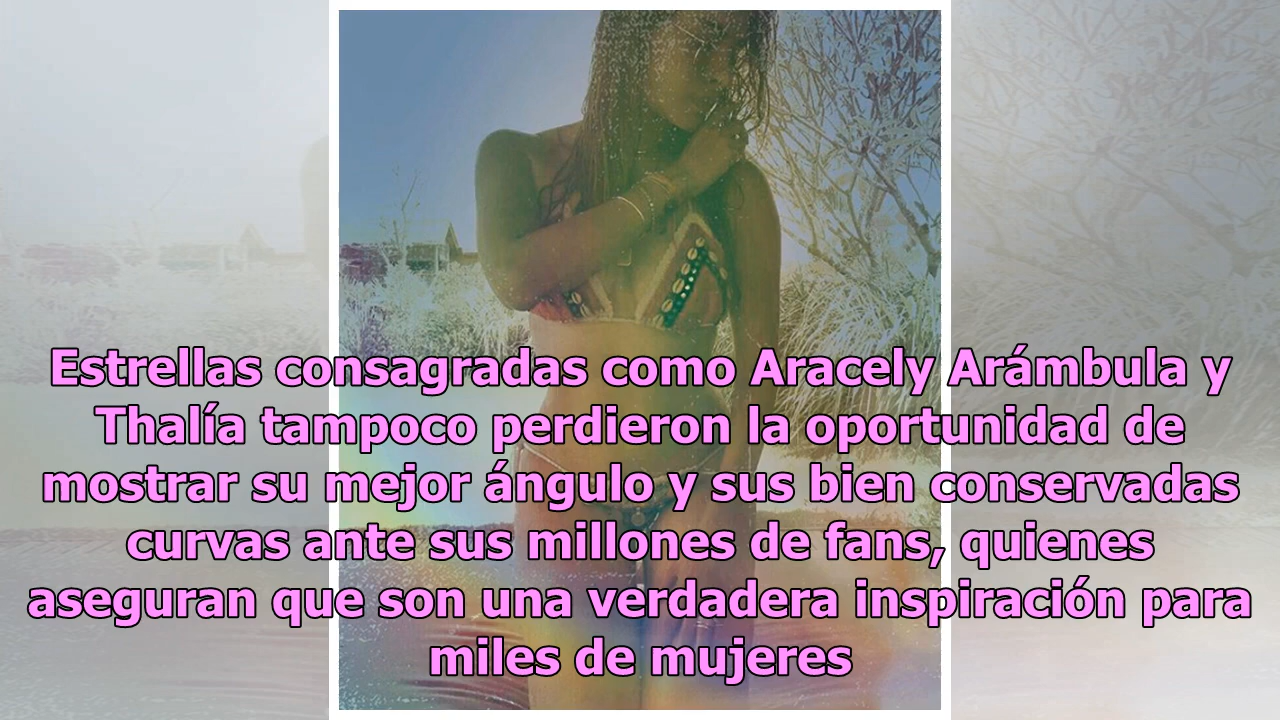 Estrellas consagradas como Aracely Arámbula y
Thalía tampoco perdieron la oportunidad de
mostrar su mejor ángulo y sus bien conservadas
curvas ante sus millones de fans, quienes
aseguran que son una verdadera inspiración para
miles de mujeres